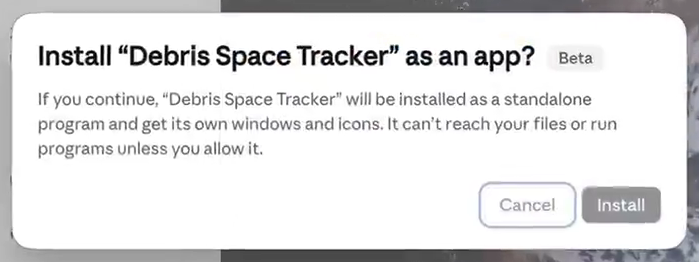 Install “Debris Space Tracker” as an app? Beta
If you continue, “Debris Space Tracker” will be installed as a standalone
program and get its own windows and icons. It can’t reach your files or run
programs unless you allow it.
Cancel Install